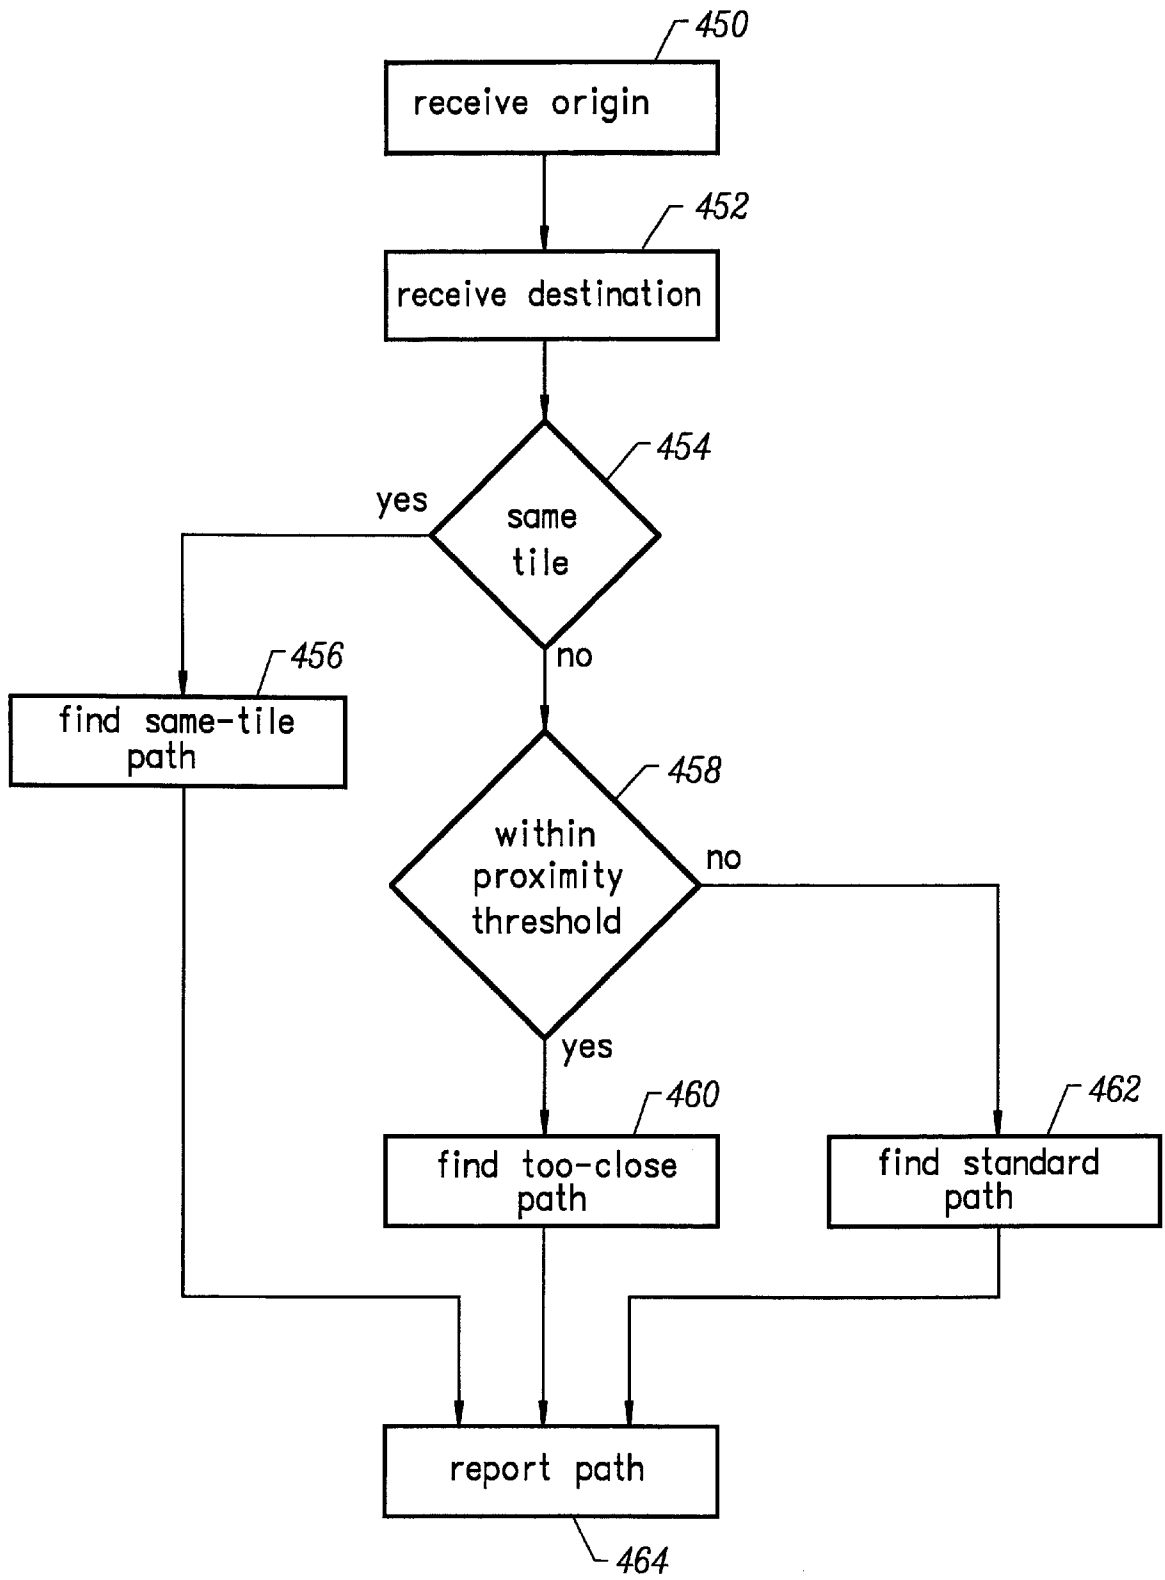 450
receive origin
452
receive destination
454
yes
same
tile
no
456
find same-tile
path
458
within
proximity
threshold
no
yes
460
find too-close
path
462
find standard
path
report path
464